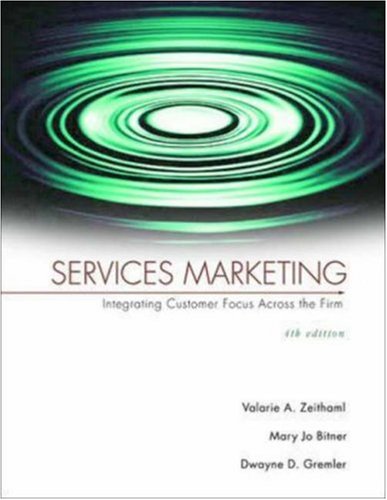 SERVICES MARKETING
Integrating Customer Focus Across the Firm
4th edition
Valarie A. Zeithaml
Mary Jo Bitner
Dwayne D. Gremler